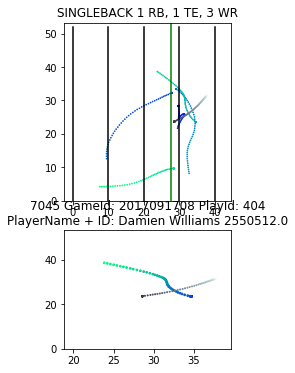 SINGLEBACK 1 RB, 1 TE, 3 WR
50
40
30
20
10
0
0 10 20 30 40
7045 GameId: 2017091708 PlayId: 404
PlayerName + ID: Damien Williams 2550512.0
40
20
0
20 25 30 35